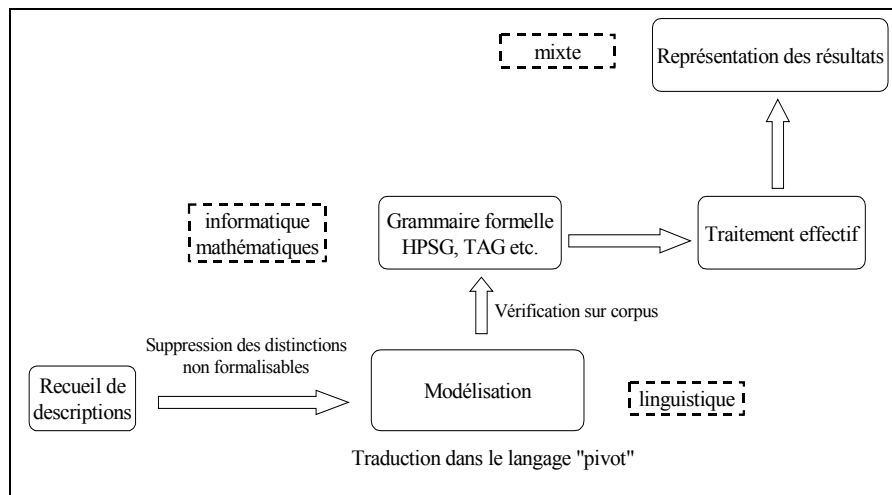 mixte
Représentation des résultats
informatique
mathématiques
Grammaire formelle
HPSG, TAG etc.
Traitement effectif
Vérification sur corpus
Suppression des distinctions
non formalisables
Recueil de
descriptions
Modélisation
linguistique
Traduction dans le langage "pivot"